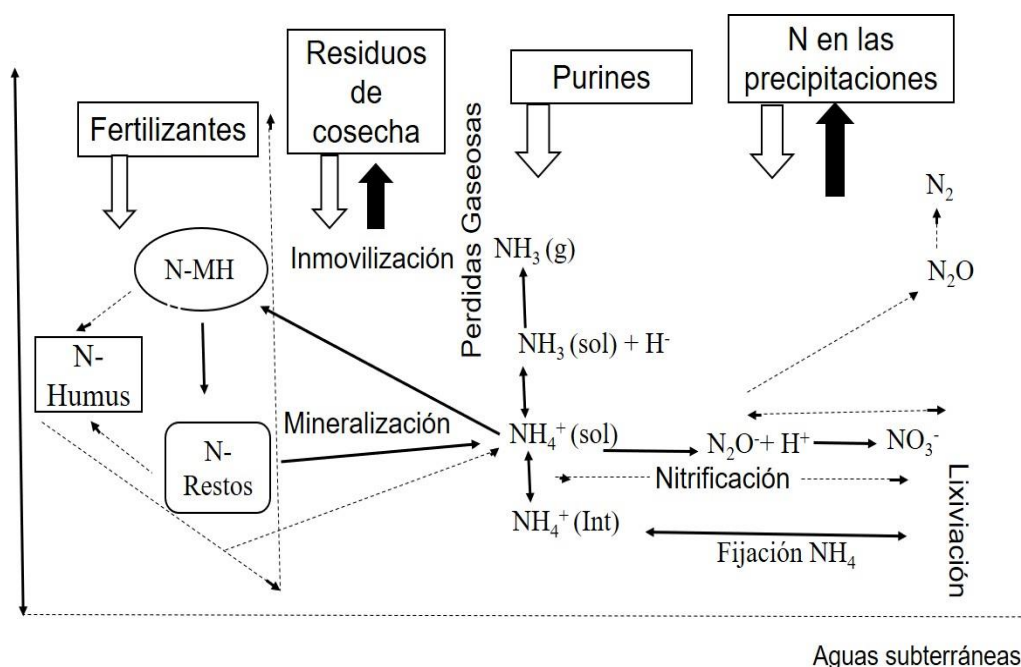 Fertilizantes
Residuos
de
cosecha
Purines
N en las
precipitaciones
Perdidas Gaseosas
N₂
N-MH
Inmovilización
NH₃ (g)
N₂O
N-
Humus
NH₃ (sol) + H⁻
Mineralización
NH₄⁺ (sol)
N₂O⁻+ H⁺
NO₃⁻
N-
Restos
Nitrificación
NH₄⁺ (Int)
Fijación NH₄
Lixiviación
Aguas subterráneas